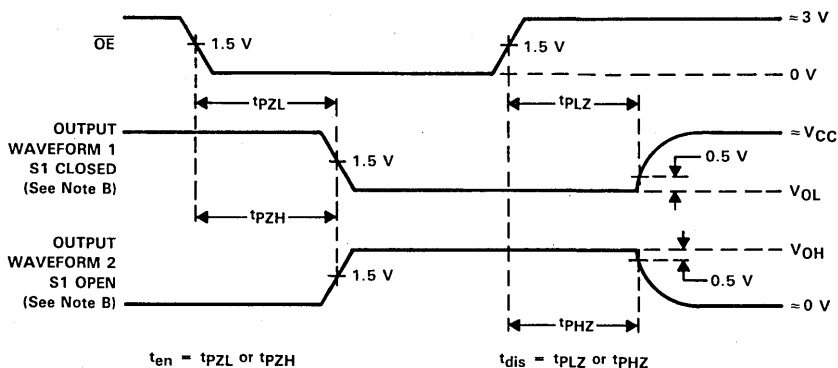 ≈ 3 V
OE
1.5 V
1.5 V
0 V
tPZL
tPLZ
OUTPUT
WAVEFORM 1
S1 CLOSED
(See Note B)
≈ VCC
1.5 V
0.5 V
VOL
tPZH
OUTPUT
WAVEFORM 2
S1 OPEN
(See Note B)
VOH
1.5 V
0.5 V
≈ 0 V
tPHZ
ten = tPZL or tPZH
tdis = tPLZ or tPHZ